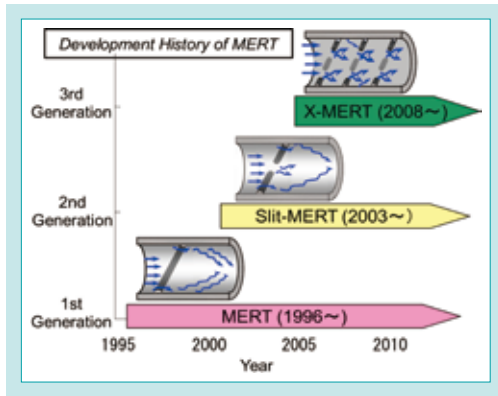 Development History of MERT
3rd
Generation
X-MERT (2008~)
2nd
Generation
Slit-MERT (2003~)
1st
Generation
MERT (1996~)
1995 2000 2005 2010
Year